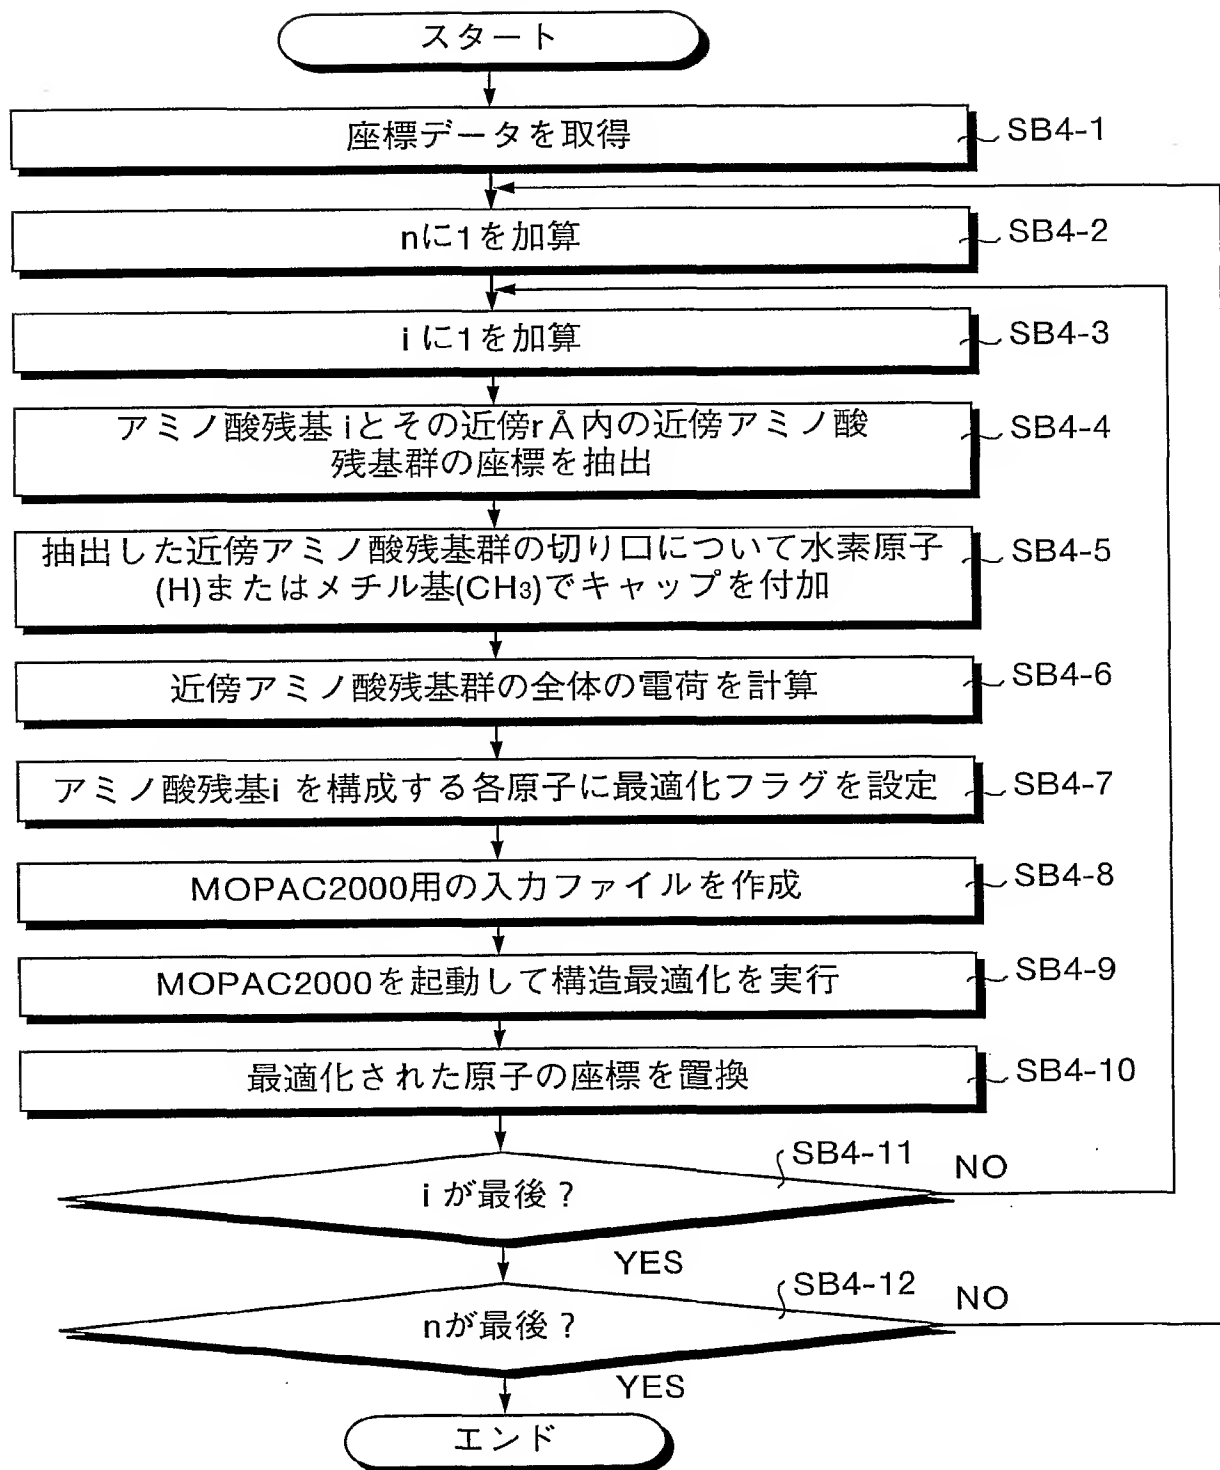 スタート
座標データを取得
SB4-1
nに1を加算
SB4-2
iに1を加算
SB4-3
アミノ酸残基iとその近傍rÅ内の近傍アミノ酸
残基群の座標を抽出
SB4-4
抽出した近傍アミノ酸残基群の切り口について水素原子
(H)またはメチル基(CH₃)でキャップを付加
SB4-5
近傍アミノ酸残基群の全体の電荷を計算
SB4-6
アミノ酸残基iを構成する各原子に最適化フラグを設定
SB4-7
MOPAC2000用の入力ファイルを作成
SB4-8
MOPAC2000を起動して構造最適化を実行
SB4-9
最適化された原子の座標を置換
SB4-10
SB4-11
iが最後?
NO
YES
SB4-12
nが最後?
NO
YES
エンド